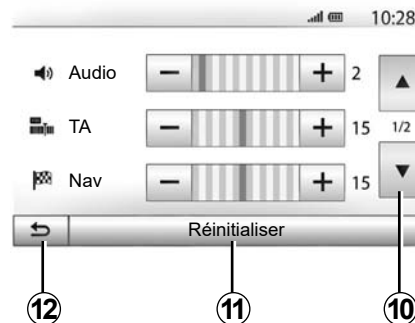 10:28
Audio − + 2
TA − + 15
1/2
Nav − + 15
Réinitialiser
12 11 10